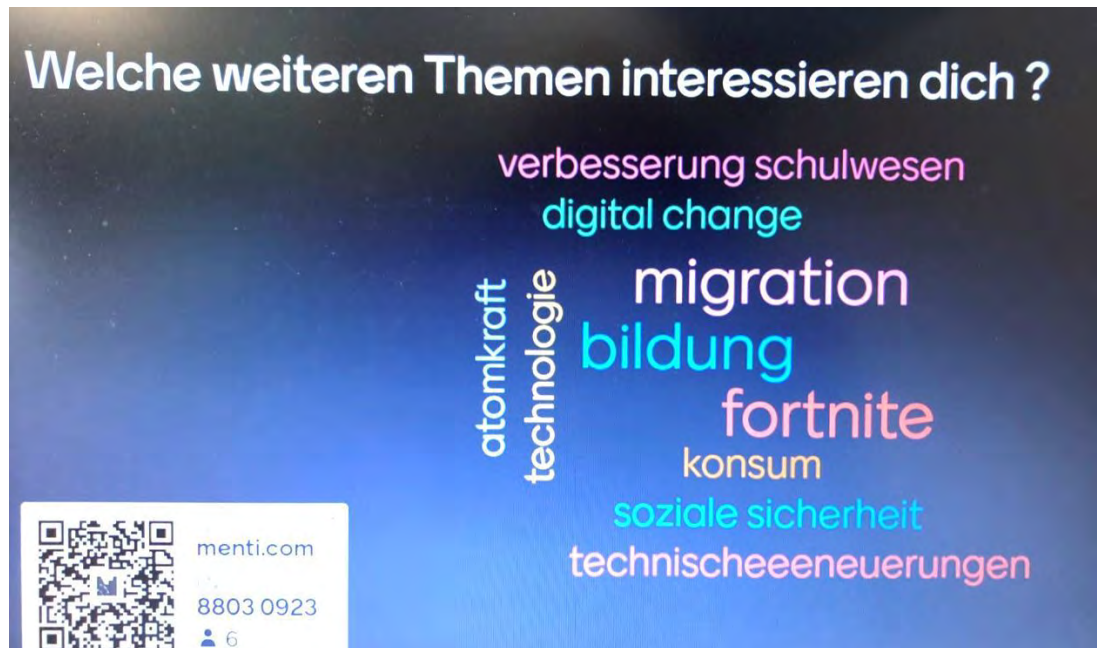 Welche weiteren Themen interessieren dich ?
verbesserung schulwesen
digital change
migration
atomkraft
technologie
bildung
fortnite
konsum
soziale sicherheit
technischeeeneuerungen
menti.com
8803 0923
6